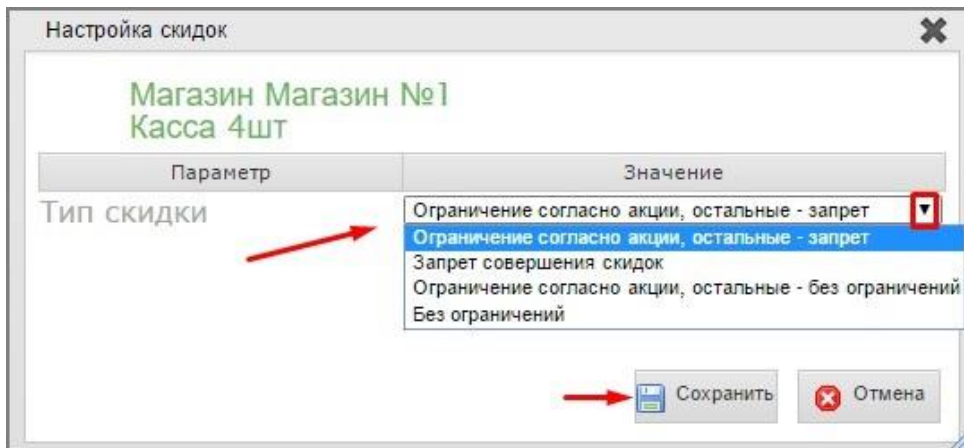 Настройка скидок
Магазин Магазин №1
Касса 4шт
Параметр Значение
Тип скидки Ограничение согласно акции, остальные - запрет
Ограничение согласно акции, остальные - запрет
Запрет совершения скидок
Ограничение согласно акции, остальные - без ограничений
Без ограничений
Сохранить Отмена